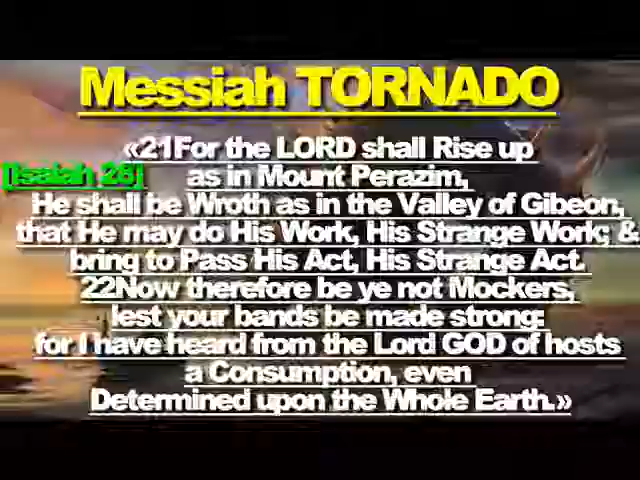 Messiah TORNADO
«21For the LORD shall Rise up
[Isaiah 28] as in Mount Perazim,
He shall be Wroth as in the Valley of Gibeon,
that He may do His Work, His Strange Work; &
bring to Pass His Act, His Strange Act.
22Now therefore be ye not Mockers,
lest your bands be made strong:
for I have heard from the Lord GOD of hosts
a Consumption, even
Determined upon the Whole Earth.»